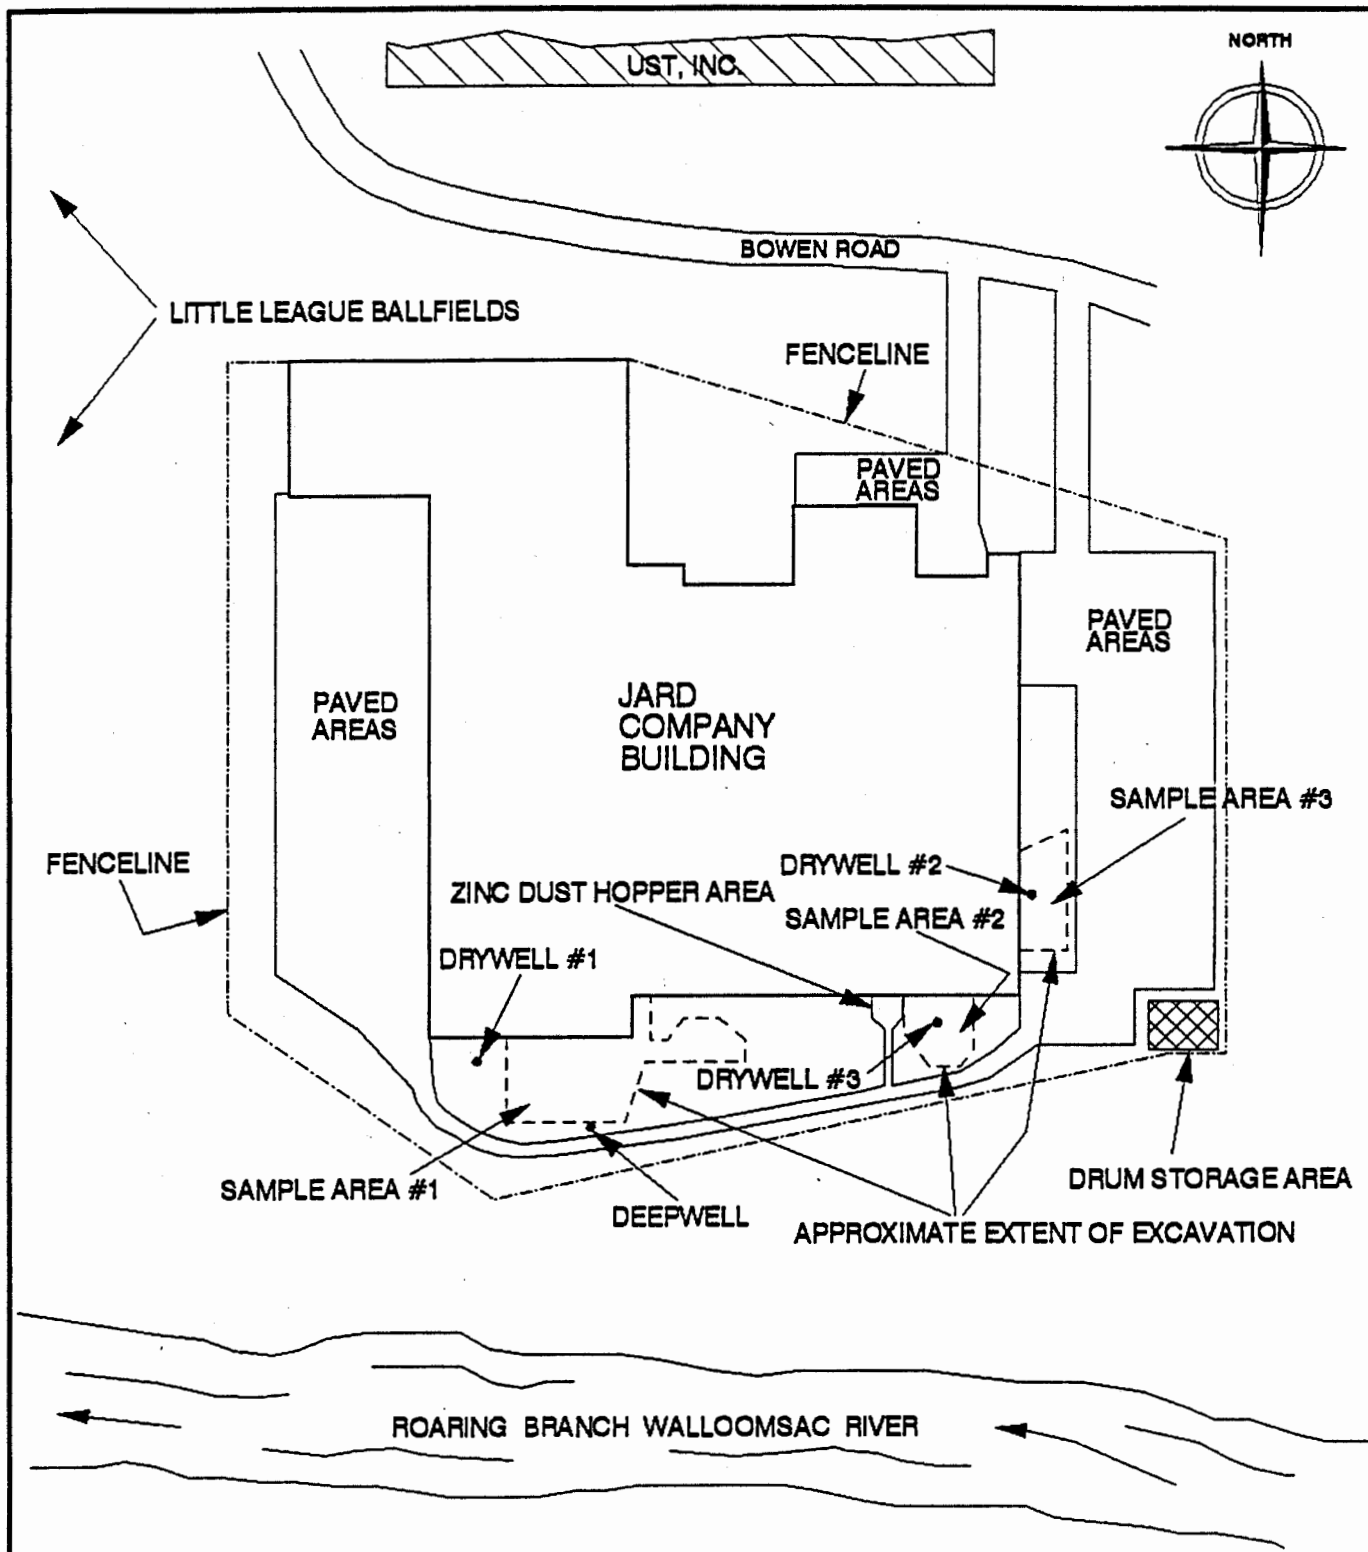 UST, INC.
NORTH
BOWEN ROAD
LITTLE LEAGUE BALLFIELDS
FENCELINE
PAVED
AREAS
PAVED
AREAS
PAVED
AREAS
JARD
COMPANY
BUILDING
SAMPLE AREA #3
FENCELINE
DRYWELL #2
ZINC DUST HOPPER AREA
SAMPLE AREA #2
DRYWELL #1
DRYWELL #3
SAMPLE AREA #1
DRUM STORAGE AREA
DEEPWELL
APPROXIMATE EXTENT OF EXCAVATION
ROARING BRANCH WALLOOMSAC RIVER